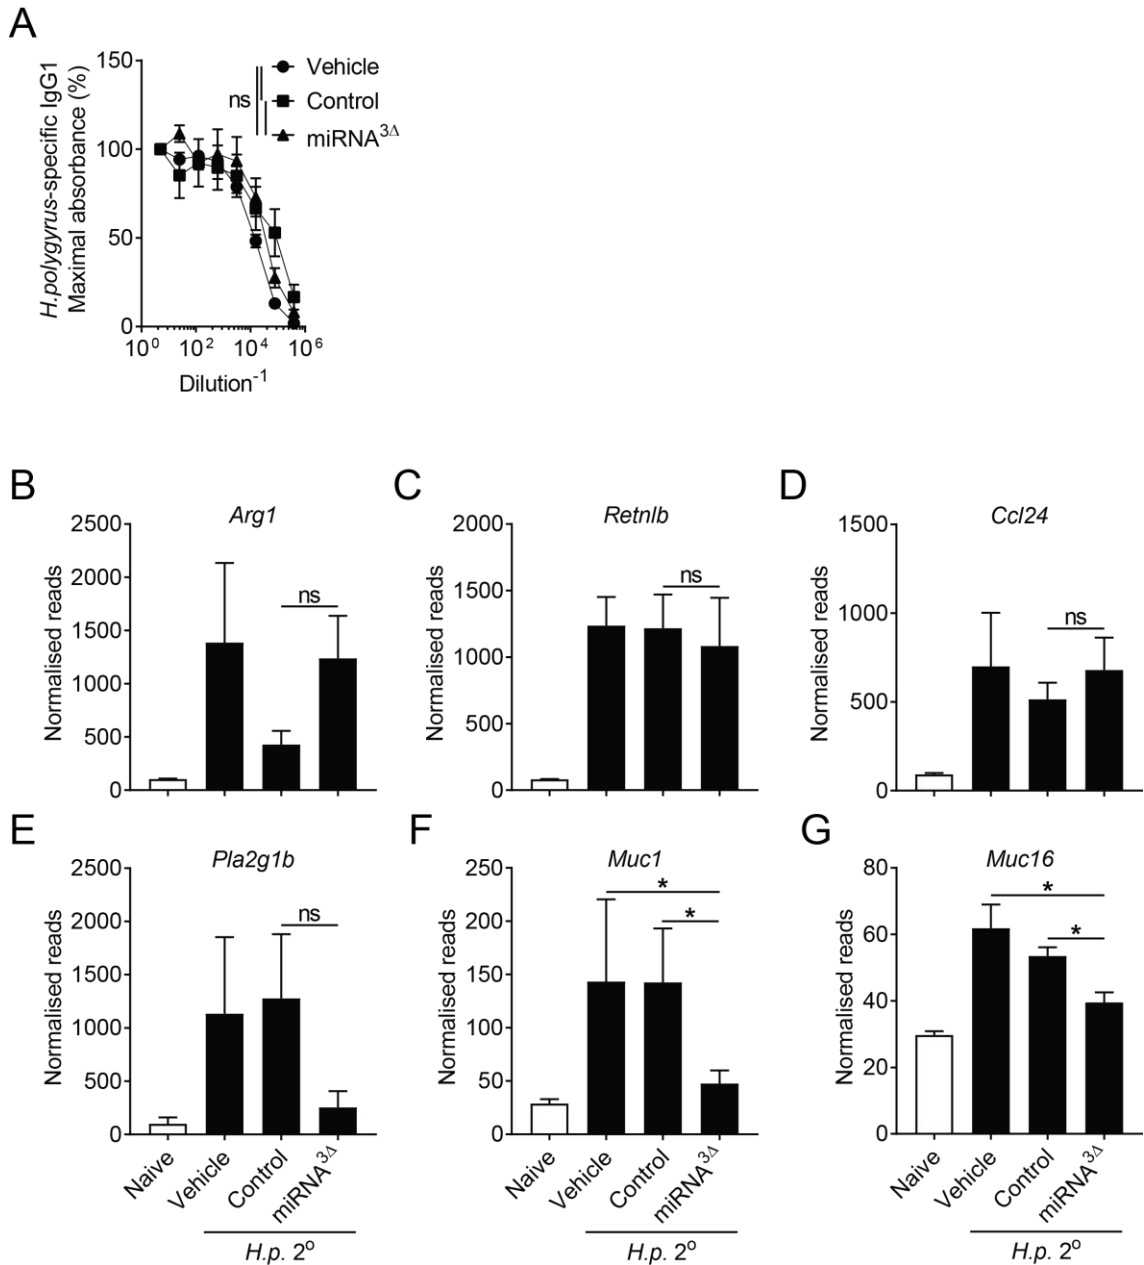 A
H.polygyrus-specific IgG1
Maximal absorbance (%)
150
100
50
0
10⁰ 10² 10⁴ 10⁶
Dilution⁻¹
ns
Vehicle
Control
miRNA³Δ
B
Arg1
Normalised reads
2500
2000
1500
1000
500
0
ns
C
Retnlb
Normalised reads
2000
1500
1000
500
0
ns
D
Ccl24
Normalised reads
1500
1000
500
0
ns
E
Pla2g1b
Normalised reads
2500
2000
1500
1000
500
0
ns
Naive
Vehicle
Control
miRNA³Δ
H.p. 2º
F
Muc1
Normalised reads
250
200
150
100
50
0
*
*
Naive
Vehicle
Control
miRNA³Δ
H.p. 2º
G
Muc16
Normalised reads
80
60
40
20
0
*
*
Naive
Vehicle
Control
miRNA³Δ
H.p. 2º